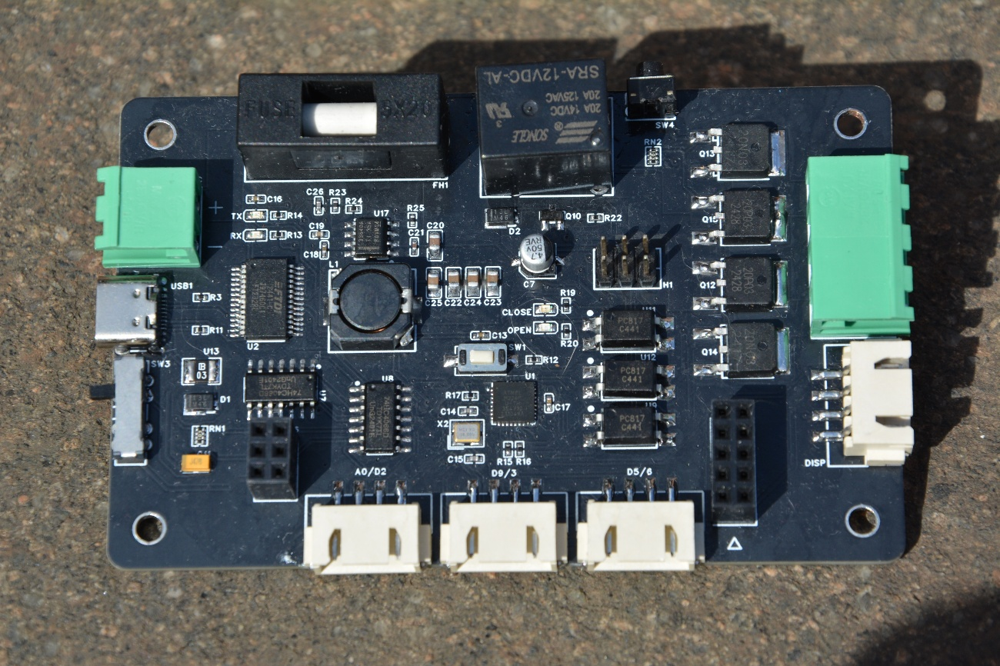 FUSE 5X20
FH1
SRA-12VDC-AL
20A 125VAC
20A 14VDC
SONGLE
®
3
SW4
RN2
Q13
C16
TX
R14
RX
R13
C26
R23
R24
U17
R25
C19
C18
C21
C20
D2
Q10
R22
47
50V
RVE
C7
H1
Q12
Q14
USB1
R3
R11
FTDI
U2
L1
C25
C22
C24
C23
CLOSE
R19
OPEN
R20
C13
SW1
R12
U11
PC817
C441
U12
PC817
C441
U9
PC817
C441
SW3
U13
03
D1
RN1
U8
R17
C14
X2
C15
U1
C17
R15 R16
DISP
A0/D2
D9/3
D5/6